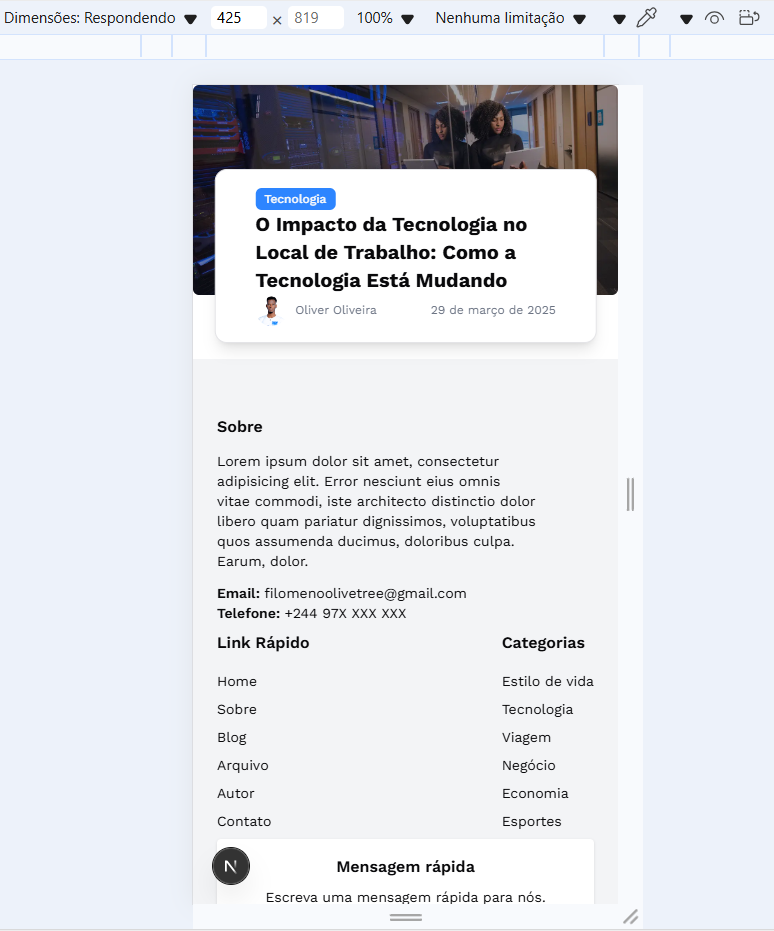 Dimensões: Respondendo 425 × 819 100% Nenhuma limitação
Tecnologia
O Impacto da Tecnologia no
Local de Trabalho: Como a
Tecnologia Está Mudando
Oliver Oliveira 29 de março de 2025
Sobre
Lorem ipsum dolor sit amet, consectetur
adipisicing elit. Error nesciunt eius omnis
vitae commodi, iste architecto distinctio dolor
libero quam pariatur dignissimos, voluptatibus
quos assumenda ducimus, doloribus culpa.
Earum, dolor.
Email: filomenoolivetree@gmail.com
Telefone: +244 97X XXX XXX
Link Rápido Categorias
Home Estilo de vida
Sobre Tecnologia
Blog Viagem
Arquivo Negócio
Autor Economia
Contato Esportes
N
Mensagem rápida
Escreva uma mensagem rápida para nós.